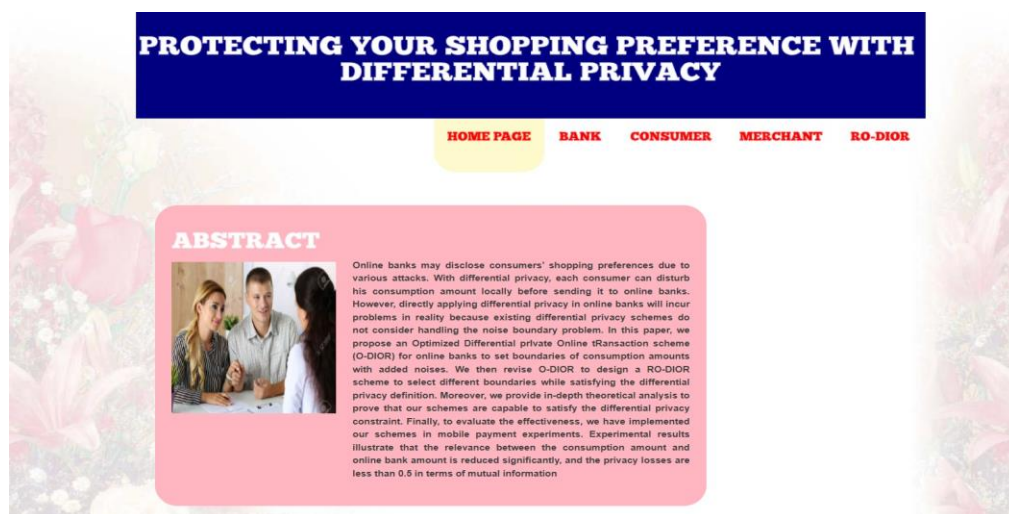 PROTECTING YOUR SHOPPING PREFERENCE WITH
DIFFERENTIAL PRIVACY
HOME PAGE BANK CONSUMER MERCHANT RO-DIOR
ABSTRACT
Online banks may disclose consumers' shopping preferences due to
various attacks. With differential privacy, each consumer can disturb
his consumption amount locally before sending it to online banks.
However, directly applying differential privacy in online banks will incur
problems in reality because existing differential privacy schemes do
not consider handling the noise boundary problem. In this paper, we
propose an Optimized Differential private Online tRansaction scheme
(O-DIOR) for online banks to set boundaries of consumption amounts
with added noises. We then revise O-DIOR to design a RO-DIOR
scheme to select different boundaries while satisfying the differential
privacy definition. Moreover, we provide in-depth theoretical analysis to
prove that our schemes are capable to satisfy the differential privacy
constraint. Finally, to evaluate the effectiveness, we have implemented
our schemes in mobile payment experiments. Experimental results
illustrate that the relevance between the consumption amount and
online bank amount is reduced significantly, and the privacy losses are
less than 0.5 in terms of mutual information